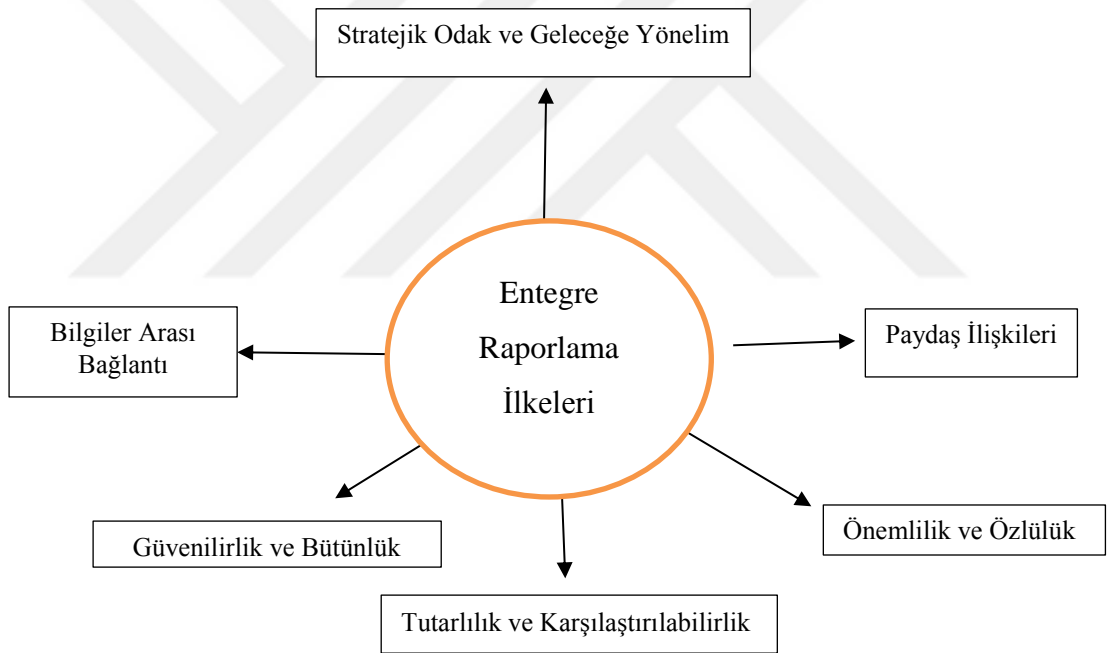 Stratejik Odak ve Geleceğe Yönelim
Entegre
Raporlama
İlkeleri
Bilgiler Arası
Bağlantı
Paydaş İlişkileri
Güvenilirlik ve Bütünlük
Önemlilik ve Özlülük
Tutarlılık ve Karşılaştırılabilirlik